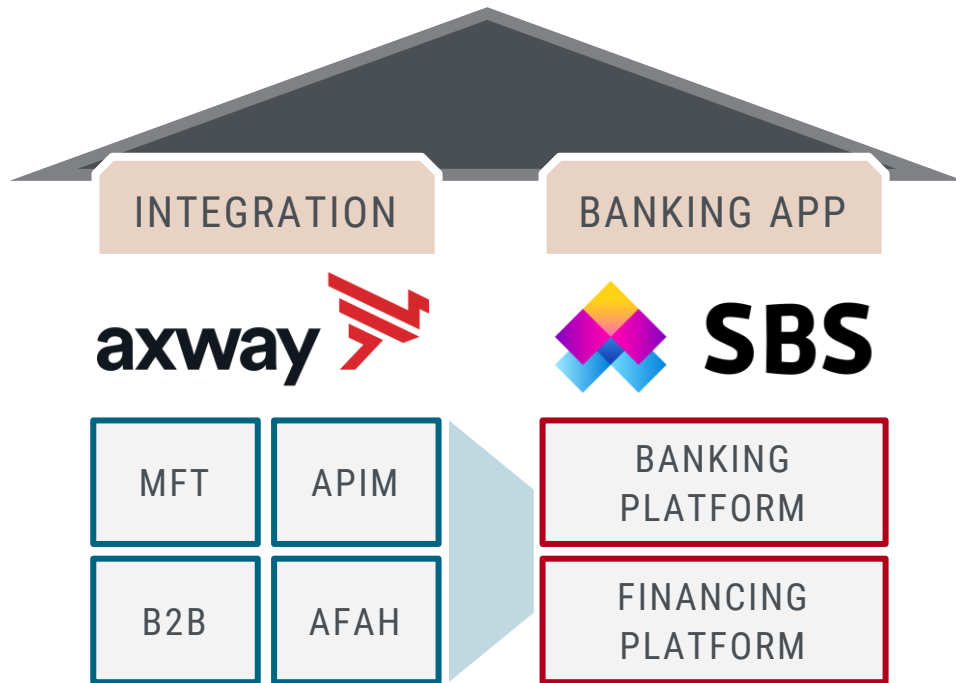 INTEGRATION
BANKING APP
axway
SBS
MFT
APIM
B2B
AFAH
BANKING
PLATFORM
FINANCING
PLATFORM